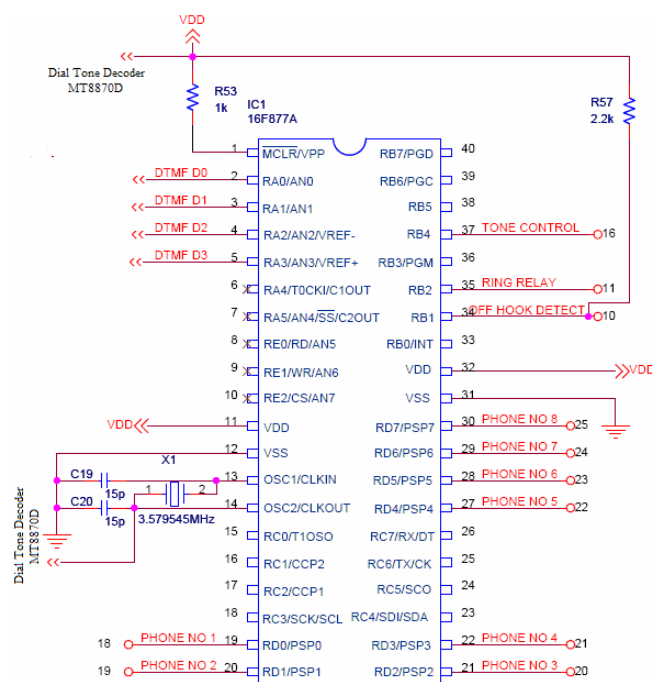 VDD
Dial Tone Decoder
MT8870D
R53
1k
IC1
16F877A
R57
2.2k
1 MCLR/VPP RB7/PGD 40
DTMF D0 2 RA0/AN0 RB6/PGC 39
DTMF D1 3 RA1/AN1 RB5 38
DTMF D2 4 RA2/AN2/VREF- RB4 37 TONE CONTROL 16
DTMF D3 5 RA3/AN3/VREF+ RB3/PGM 36
6 RA4/T0CKI/C1OUT RB2 35 RING RELAY 11
7 RA5/AN4/SS/C2OUT RB1 34 OFF HOOK DETECT 10
8 RE0/RD/AN5 RB0/INT 33
9 RE1/WR/AN6 VDD 32 VDD
10 RE2/CS/AN7 VSS 31
VDD 11 VDD RD7/PSP7 30 PHONE NO 8 25
12 VSS RD6/PSP6 29 PHONE NO 7 24
C19 15p X1 1 2 13 OSC1/CLKIN RD5/PSP5 28 PHONE NO 6 23
C20 15p 3.579545MHz 14 OSC2/CLKOUT RD4/PSP4 27 PHONE NO 5 22
Dial Tone Decoder
MT8870D
15 RC0/T1OSO RC7/RX/DT 26
16 RC1/CCP2 RC6/TX/CK 25
17 RC2/CCP1 RC5/SCO 24
18 RC3/SCK/SCL RC4/SDI/SDA 23
18 PHONE NO 1 19 RD0/PSP0 RD3/PSP3 22 PHONE NO 4 21
19 PHONE NO 2 20 RD1/PSP1 RD2/PSP2 21 PHONE NO 3 20